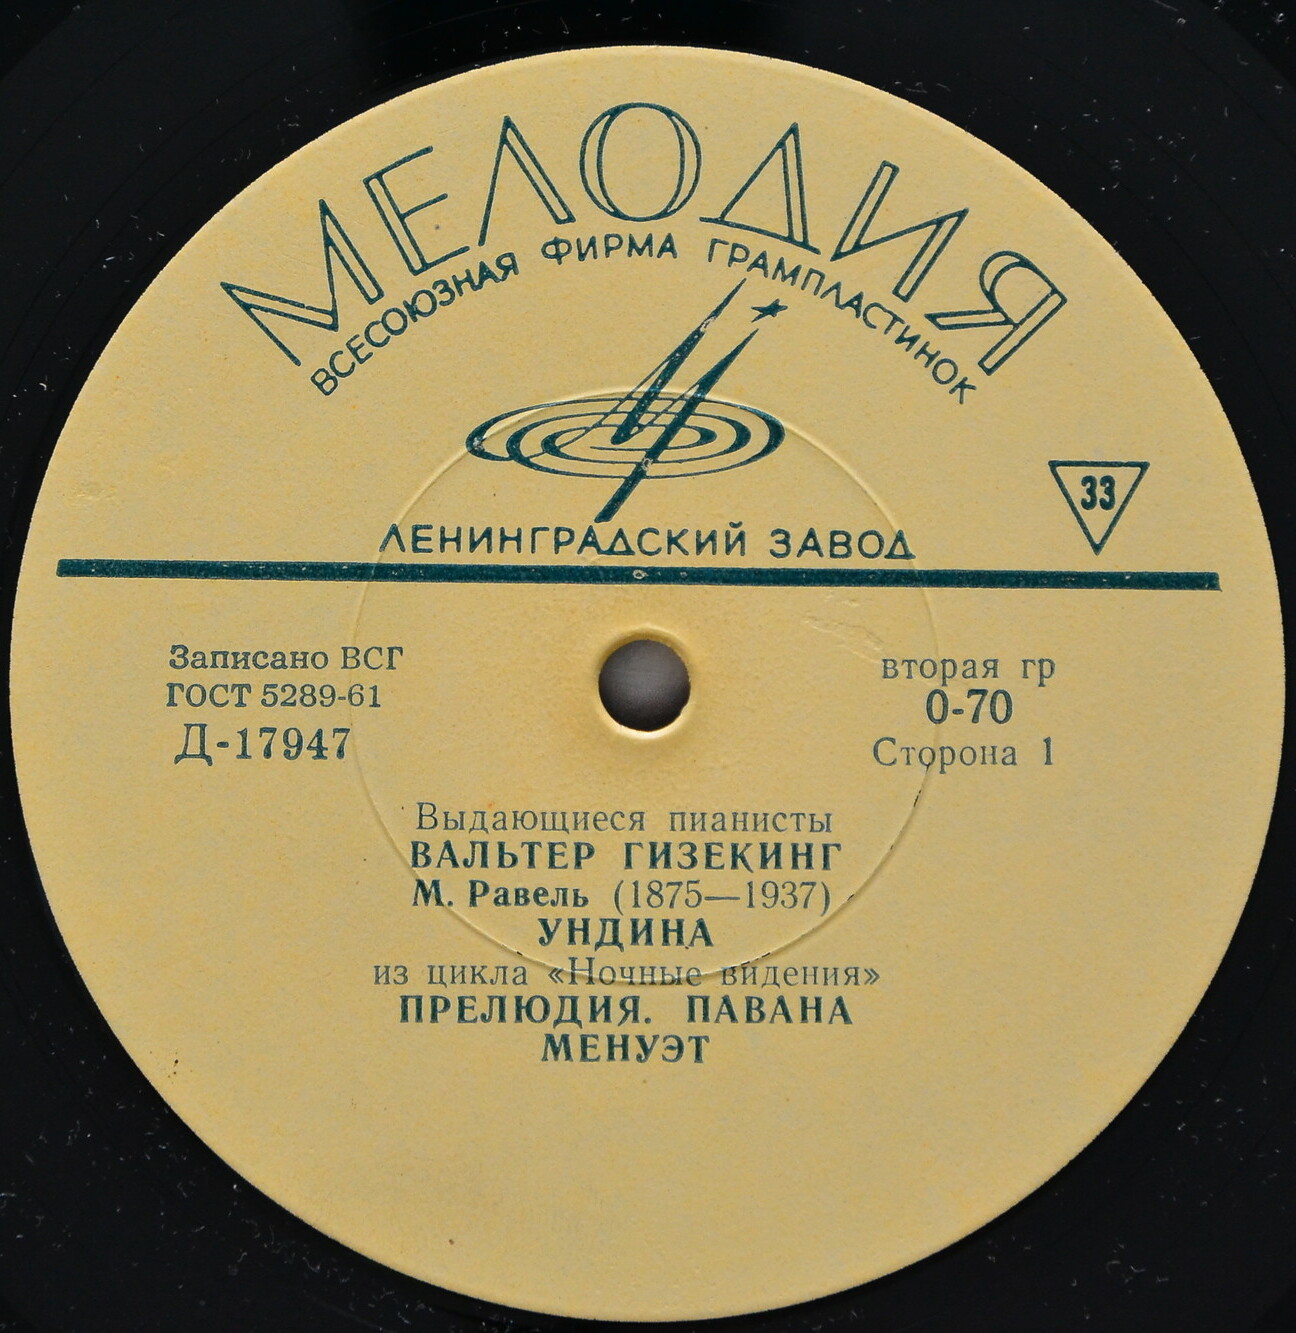 МЕЛОДИЯ
ВСЕСОЮЗНАЯ ФИРМА ГРАМПЛАСТИНОК
33
ЛЕНИНГРАДСКИЙ ЗАВОД
Записано ВСГ
ГОСТ 5289-61
Д-17947
вторая гр
0-70
Сторона 1
Выдающиеся пианисты
ВАЛЬТЕР ГИЗЕКИНГ
М. Равель (1875—1937)
УНДИНА
из цикла «Ночные видения»
ПРЕЛЮДИЯ. ПАВАНА
МЕНУЭТ